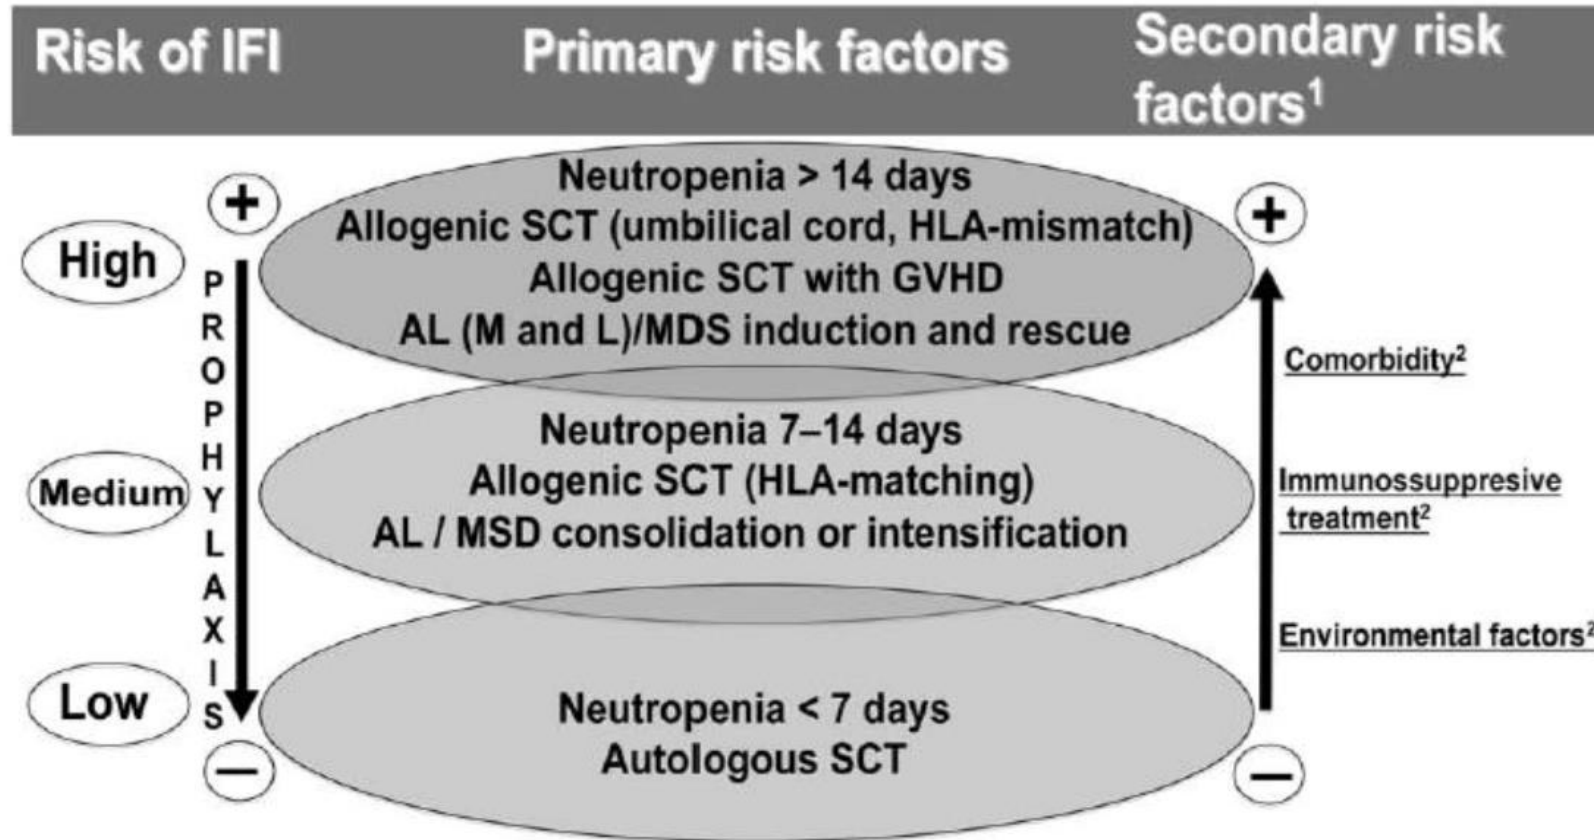 Risk of IFI
Primary risk factors
Secondary risk
factors¹
+
High
PROPHYLAXIS
Medium
Low
−
Neutropenia > 14 days
Allogenic SCT (umbilical cord, HLA-mismatch)
Allogenic SCT with GVHD
AL (M and L)/MDS induction and rescue
Neutropenia 7–14 days
Allogenic SCT (HLA-matching)
AL / MSD consolidation or intensification
Neutropenia < 7 days
Autologous SCT
+
Comorbidity²
Immunossuppresive
treatment²
Environmental factors²
−